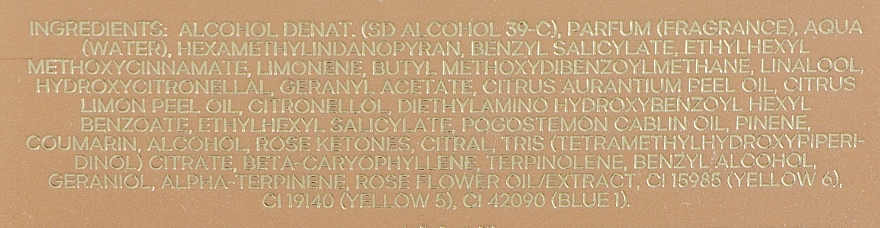 INGREDIENTS: ALCOHOL DENAT. (SD ALCOHOL 39-C), PARFUM (FRAGRANCE), AQUA
(WATER), HEXAMETHYLINDANOPYRAN, BENZYL SALICYLATE, ETHYLHEXYL
METHOXYCINNAMATE, LIMONENE, BUTYL METHOXYDIBENZOYLMETHANE, LINALOOL,
HYDROXYCITRONELLAL, GERANYL ACETATE, CITRUS AURANTIUM PEEL OIL, CITRUS
LIMON PEEL OIL, CITRONELLOL, DIETHYLAMINO HYDROXYBENZOYL HEXYL
BENZOATE, ETHYLHEXYL SALICYLATE, POGOSTEMON CABLIN OIL, PINENE,
COUMARIN, ALCOHOL, ROSE KETONES, CITRAL, TRIS (TETRAMETHYLHYDROXYPIPERI-
DINOL) CITRATE, BETA-CARYOPHYLLENE, TERPINOLENE, BENZYL ALCOHOL,
GERANIOL, ALPHA-TERPINENE, ROSE FLOWER OIL/EXTRACT, CI 15985 (YELLOW 6),
CI 19140 (YELLOW 5), CI 42090 (BLUE 1).